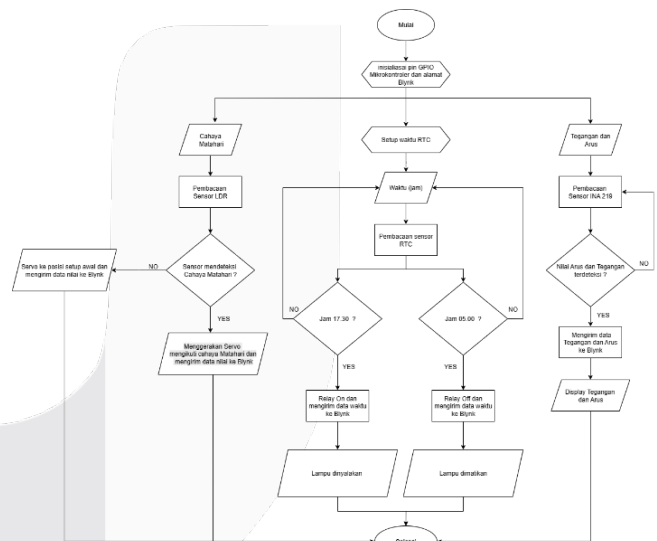 Mulai
Inisialisasi pin GPIO
Mikrokontroler dan alamat
Blynk
Cahaya
Matahari
Setup waktu RTC
Tegangan dan
Arus
Pembacaan
Sensor LDR
Waktu (jam)
Pembacaan
Sensor INA 219
Pembacaan sensor
RTC
Servo ke posisi setup awal dan
mengirim data nilai ke Blynk
NO
Sensor mendeteksi
Cahaya Matahari ?
Nilai Arus dan Tegangan
terdeteksi ?
NO
NO
Jam 17.30 ?
Jam 05.00 ?
NO
YES
YES
Menggerakan Servo
mengikuti cahaya Matahari dan
mengirim data nilai ke Blynk
Mengirim data
Tegangan dan Arus
ke Blynk
YES
YES
Relay On dan
mengirim data waktu
ke Blynk
Relay Off dan
mengirim data waktu
ke Blynk
Display Tegangan
dan Arus
Lampu dinyalakan
Lampu dimatikan